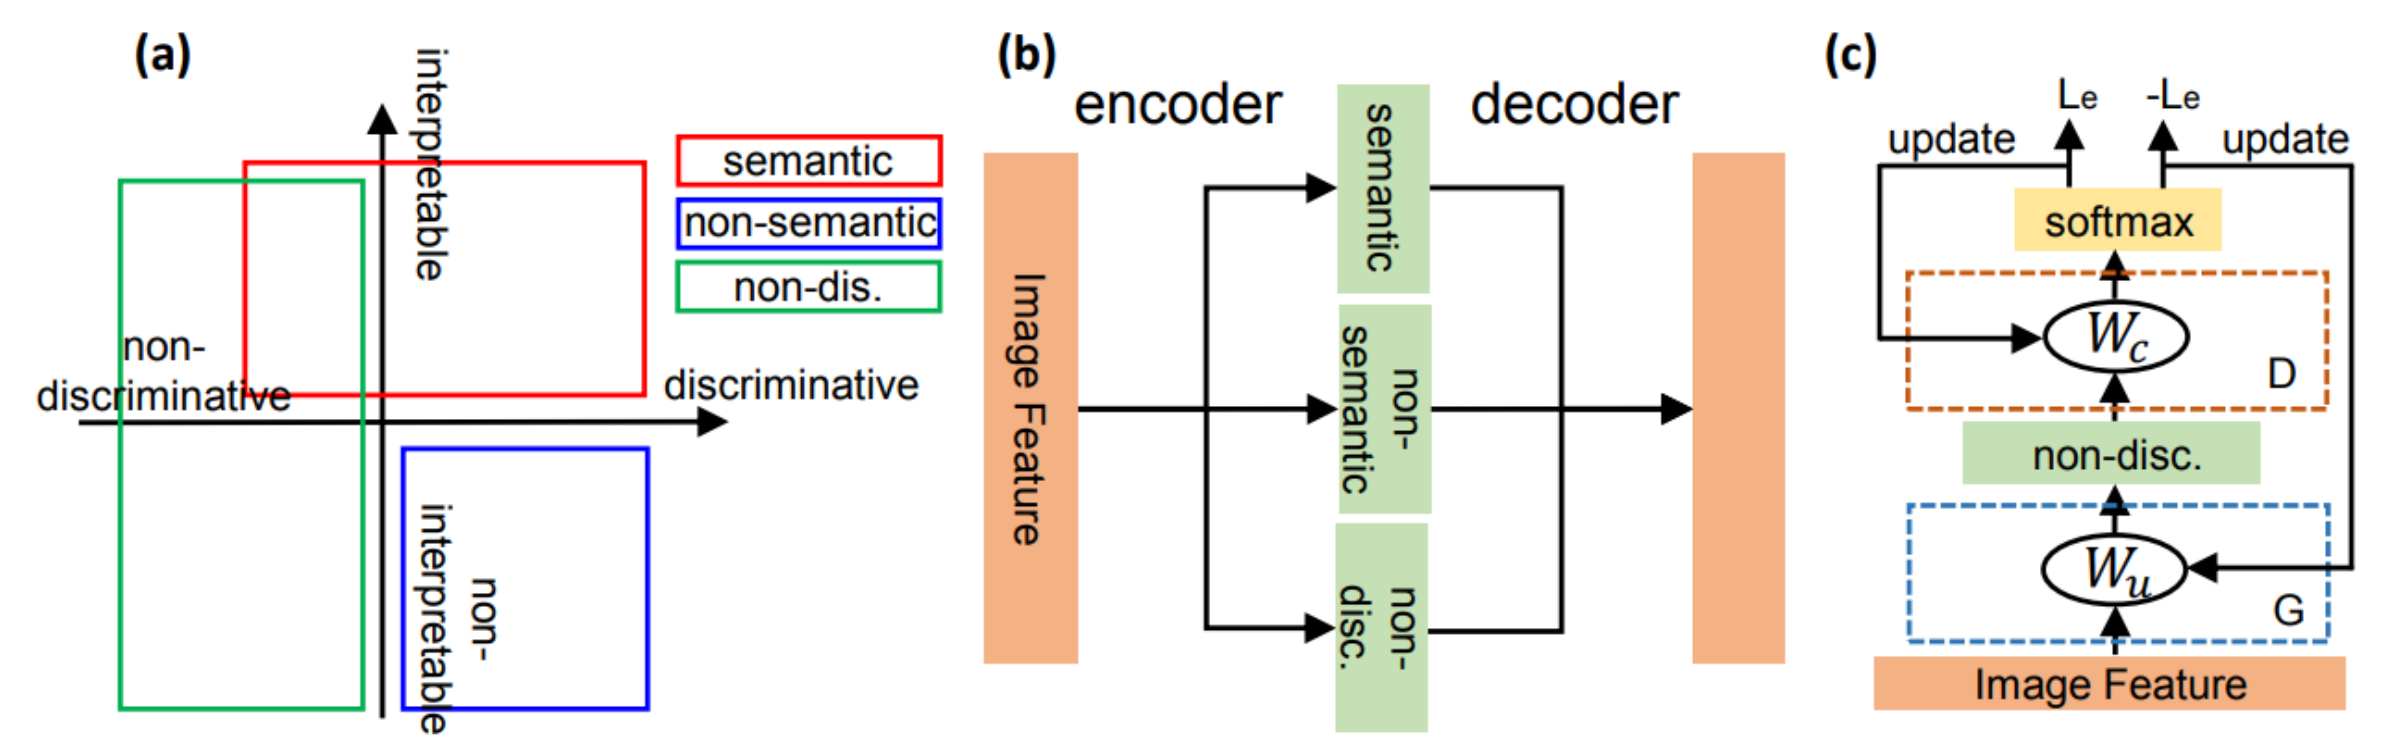 (a)
interpretable
non-
discriminative
discriminative
non-
interpretable
semantic
non-semantic
non-dis.
(b)
encoder
decoder
Image Feature
semantic
non-
semantic
non-
disc.
(c)
Le
-Le
update
update
softmax
Wc
D
non-disc.
Wu
G
Image Feature